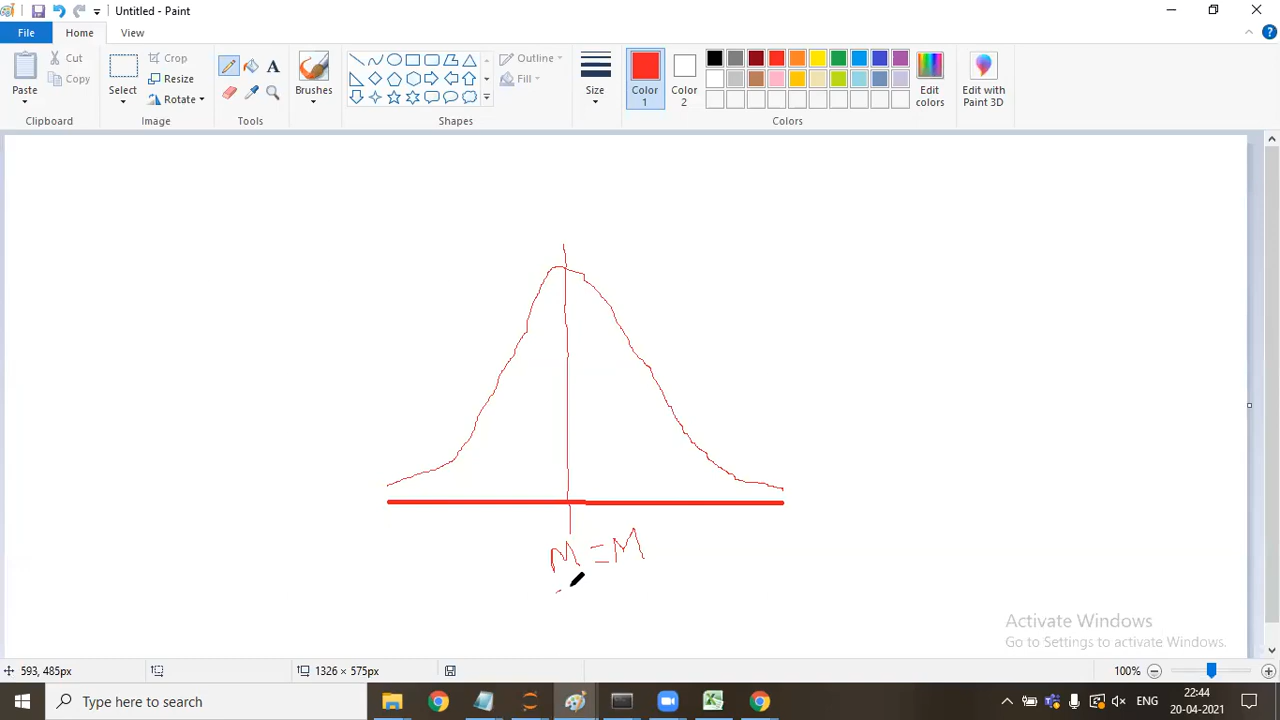 Untitled - Paint
File Home View
Paste Cut Copy Clipboard
Select Crop Resize Rotate Image
Tools
Brushes
Outline Fill Shapes
Size
Color 1 Color 2 Edit colors Colors
Edit with Paint 3D
M = M
Activate Windows
Go to Settings to activate Windows.
593, 485px 1326 × 575px 100%
Type here to search
ENG 22:44 20-04-2021